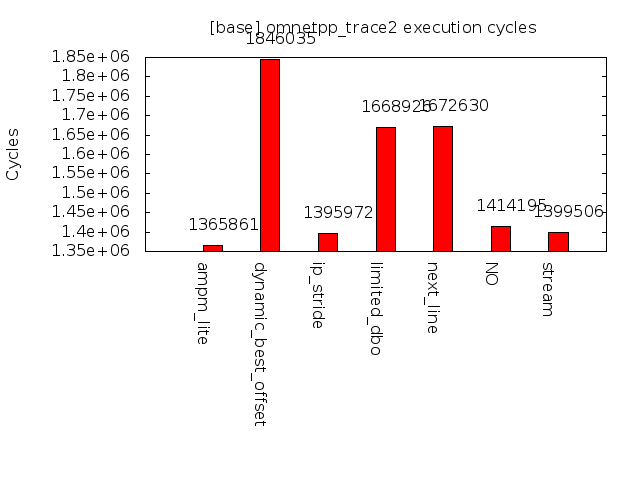 [base] omnetpp_trace2 execution cycles
1846035
1.85e+06
1.8e+06
1.75e+06
1.7e+06
1.65e+06
1.6e+06
1.55e+06
1.5e+06
1.45e+06
1.4e+06
1.35e+06
Cycles
1365861
1395972
1668926
1672630
1414195
1399506
ampm_lite
dynamic_best_offset
ip_stride
limited_dbo
next_line
NO
stream